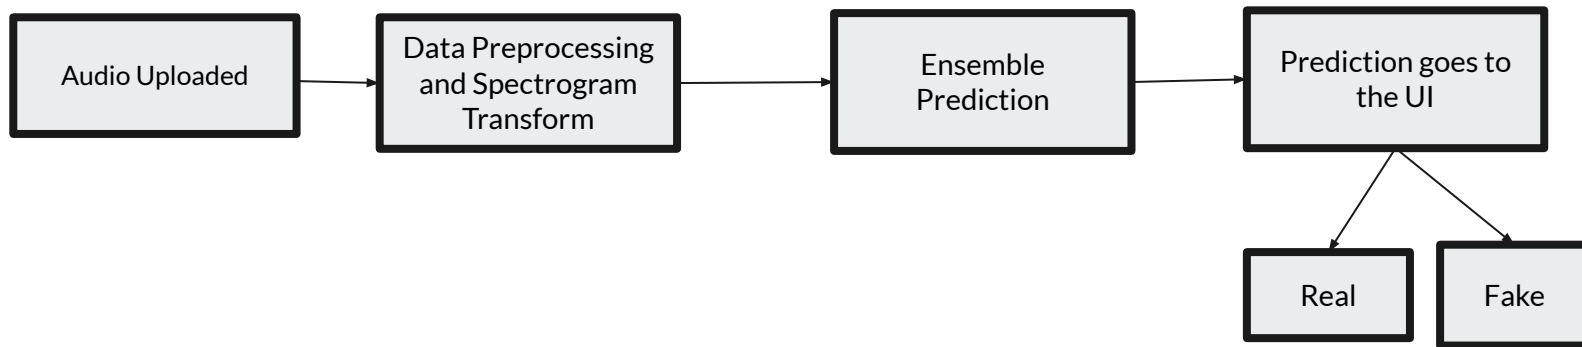 Audio Uploaded
Data Preprocessing
and Spectrogram
Transform
Ensemble
Prediction
Prediction goes to
the UI
Real
Fake